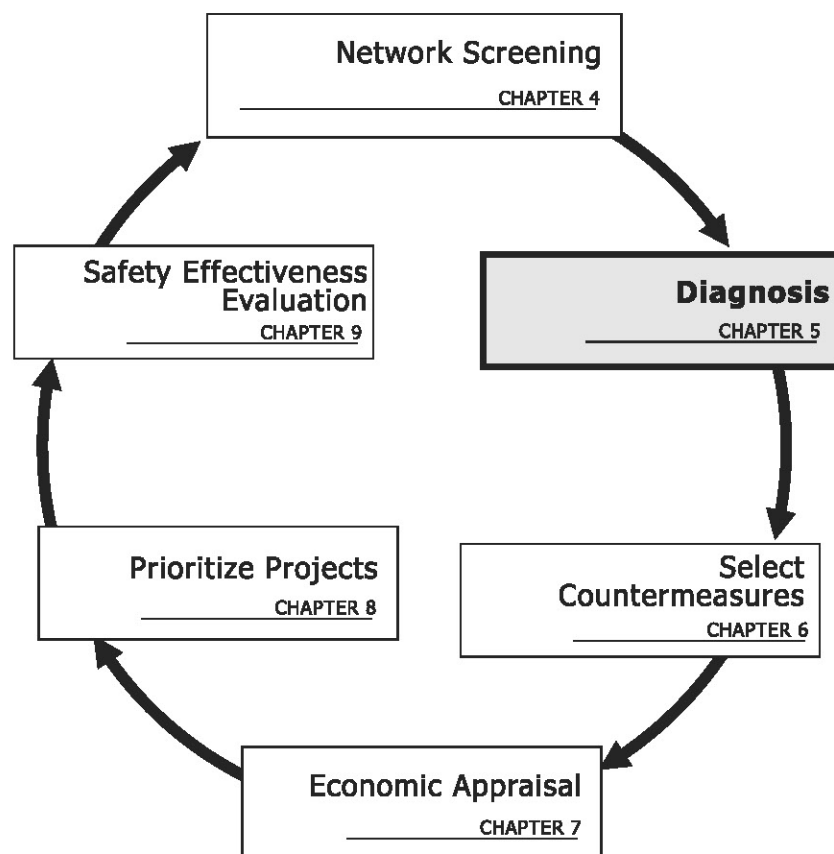 Network Screening
CHAPTER 4
Diagnosis
CHAPTER 5
Select
Countermeasures
CHAPTER 6
Economic Appraisal
CHAPTER 7
Prioritize Projects
CHAPTER 8
Safety Effectiveness
Evaluation
CHAPTER 9